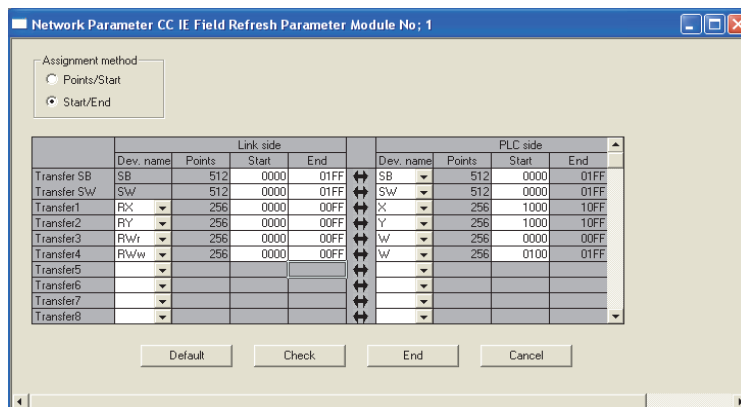 Network Parameter CC IE Field Refresh Parameter Module No; 1
Assignment method
Points/Start
Start/End
Link side PLC side
Dev. name Points Start End Dev. name Points Start End
Transfer SB SB 512 0000 01FF SB 512 0000 01FF
Transfer SW SW 512 0000 01FF SW 512 0000 01FF
Transfer1 RX 256 0000 00FF X 256 1000 10FF
Transfer2 RY 256 0000 00FF Y 256 1000 10FF
Transfer3 RWr 256 0000 00FF W 256 0000 00FF
Transfer4 RWw 256 0000 00FF W 256 0100 01FF
Transfer5
Transfer6
Transfer7
Transfer8
Default Check End Cancel